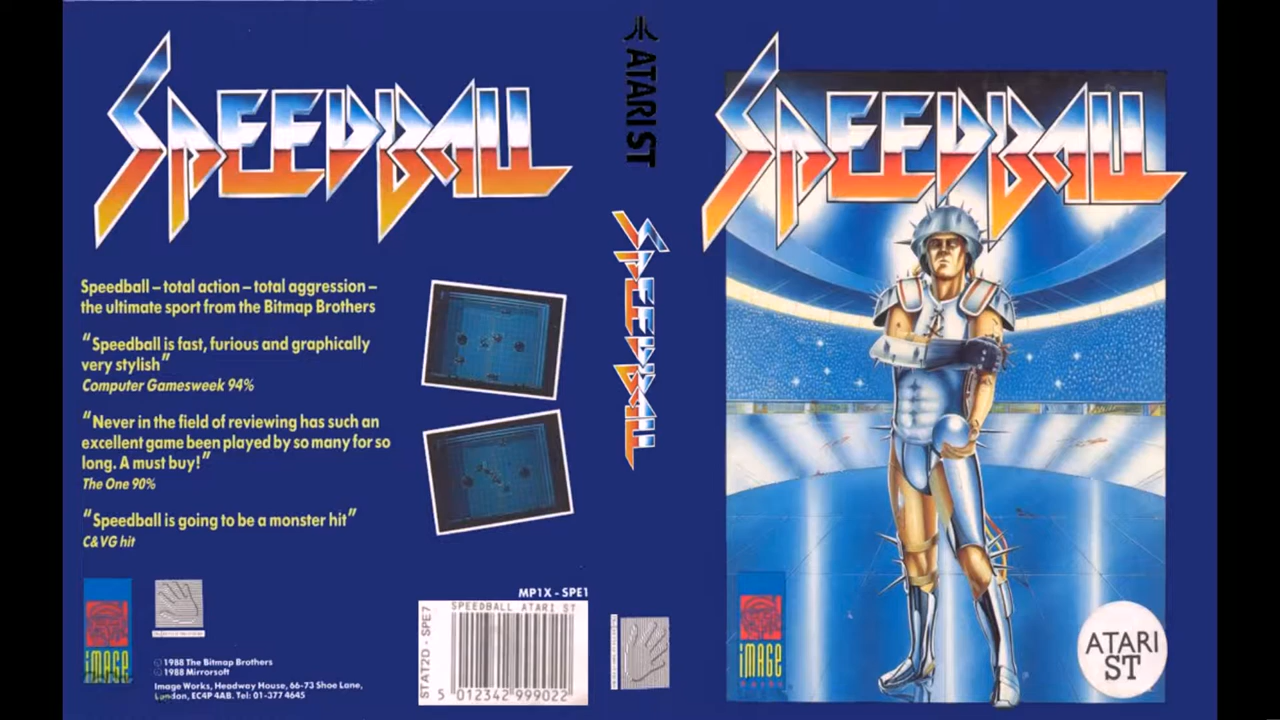 SPEEDBALL
Speedball – total action – total aggression –
the ultimate sport from the Bitmap Brothers
"Speedball is fast, furious and graphically
very stylish"
Computer Gamesweek 94%
"Never in the field of reviewing has such an
excellent game been played by so many for so
long. A must buy!"
The One 90%
"Speedball is going to be a monster hit"
C&VG hit
IMAGE
© 1988 The Bitmap Brothers
© 1988 Mirrorsoft
Image Works, Headway House, 66-73 Shoe Lane,
London, EC4P 4AB. Tel: 01-377 4645
MP1X - SPE1
SPEEDBALL ATARI ST
STAT2D - SPE7
5 012342 999022
ATARI ST
SPEEDBALL
SPEEDBALL
IMAGE
ATARI
ST